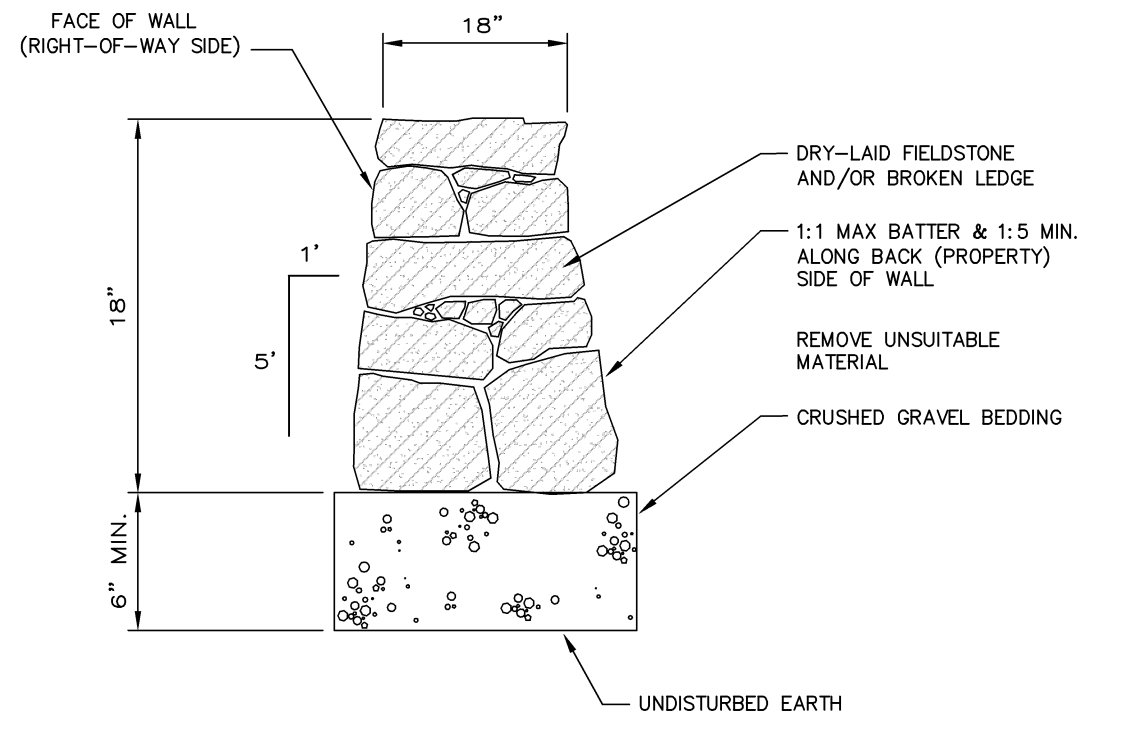 FACE OF WALL
(RIGHT-OF-WAY SIDE)
18"
DRY-LAID FIELDSTONE
AND/OR BROKEN LEDGE
1:1 MAX BATTER & 1:5 MIN.
ALONG BACK (PROPERTY)
SIDE OF WALL
1'
18"
5'
REMOVE UNSUITABLE
MATERIAL
CRUSHED GRAVEL BEDDING
6" MIN.
UNDISTURBED EARTH